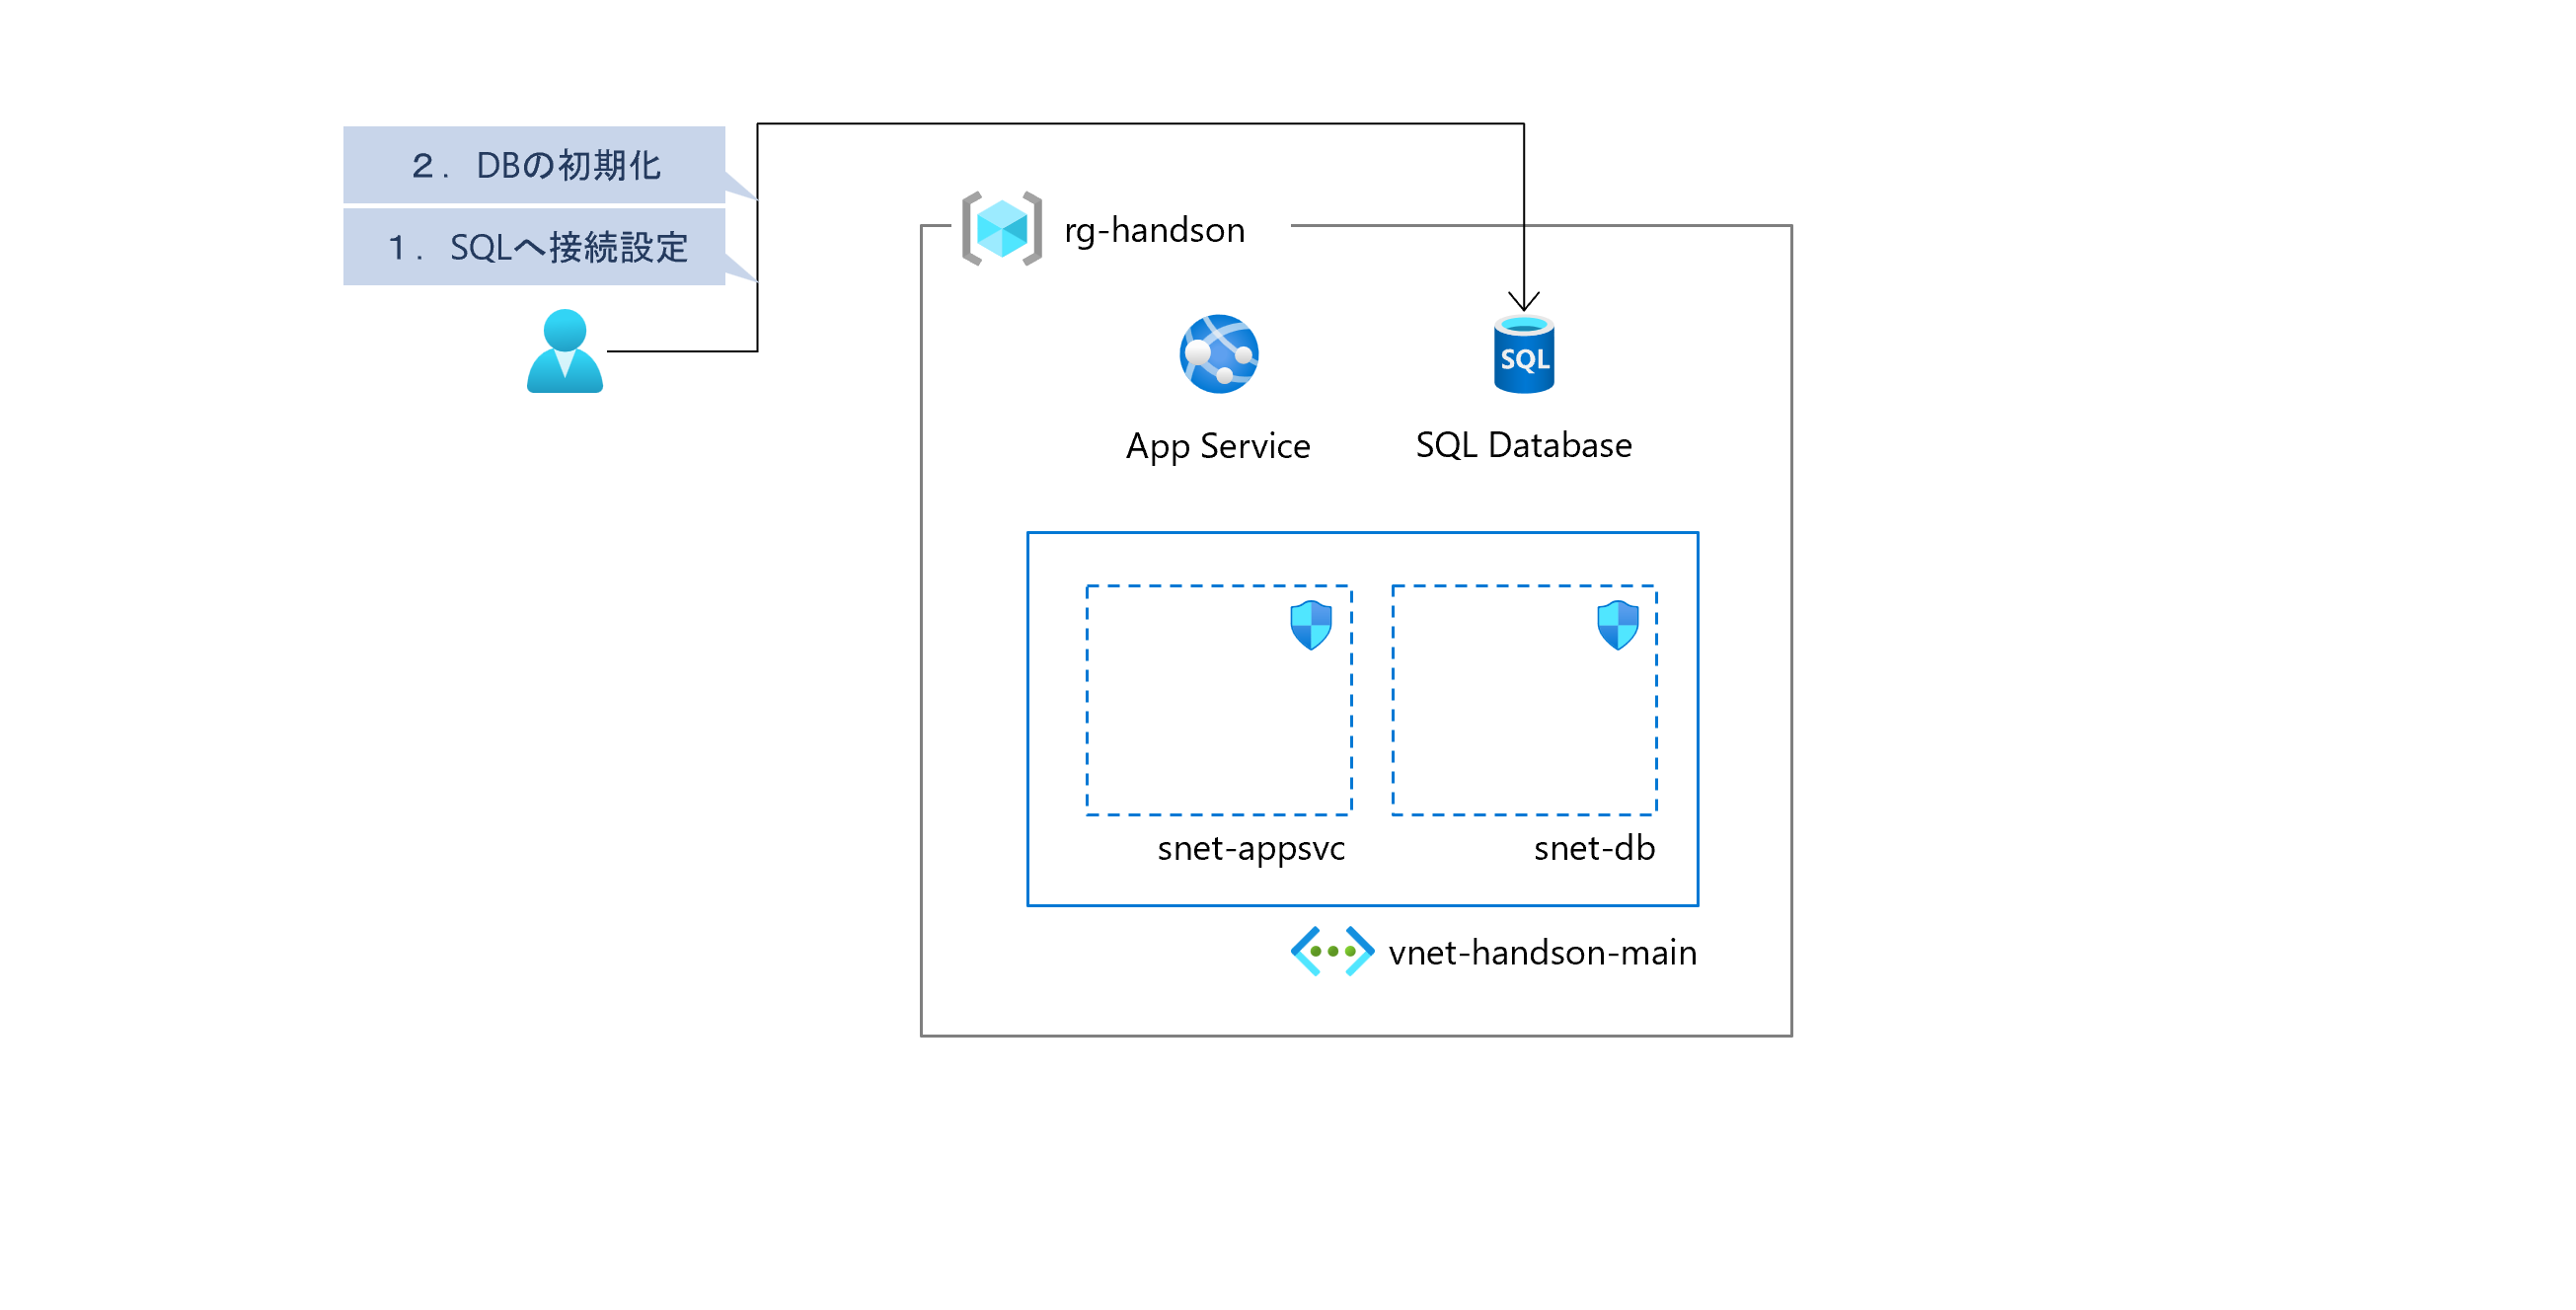 ２．DBの初期化
１．SQLへ接続設定
rg-handson
SQL
App Service
SQL Database
snet-appsvc
snet-db
vnet-handson-main